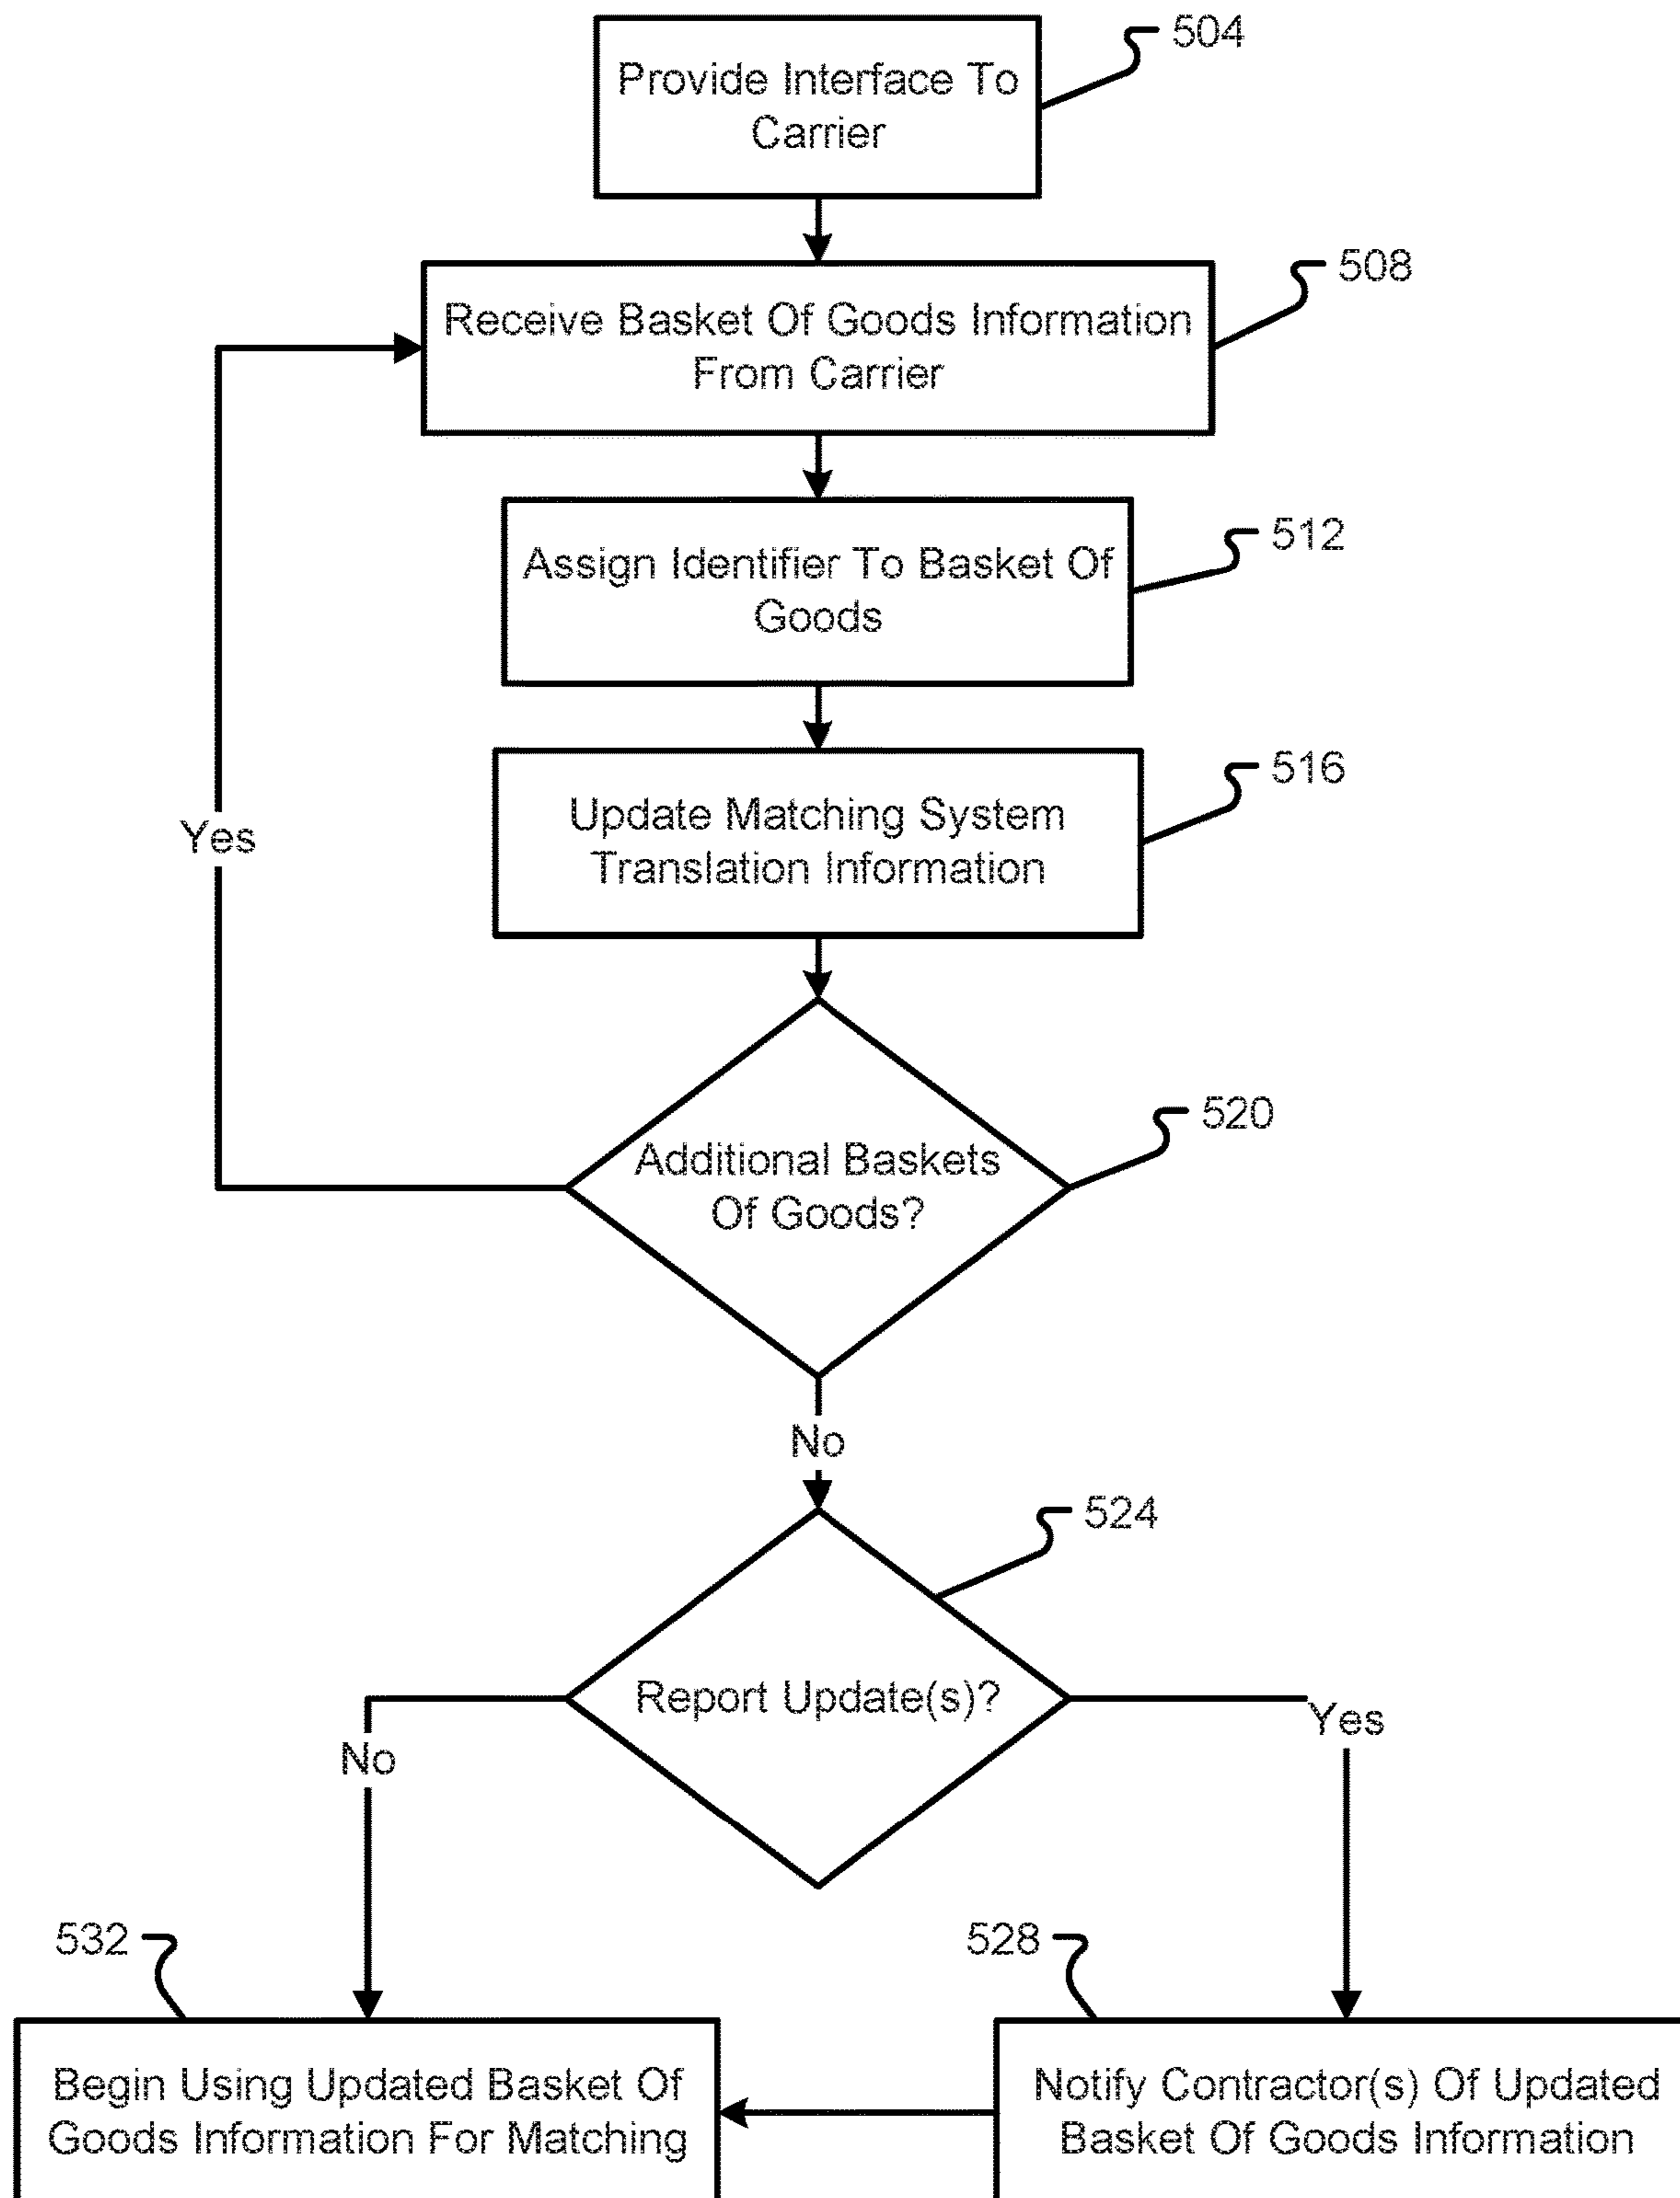 504
Provide Interface To
Carrier
508
Receive Basket Of Goods Information
From Carrier
512
Assign Identifier To Basket Of
Goods
516
Update Matching System
Translation Information
Yes
520
Additional Baskets
Of Goods?
No
524
Report Update(s)?
No
Yes
532
528
Begin Using Updated Basket Of
Goods Information For Matching
Notify Contractor(s) Of Updated
Basket Of Goods Information